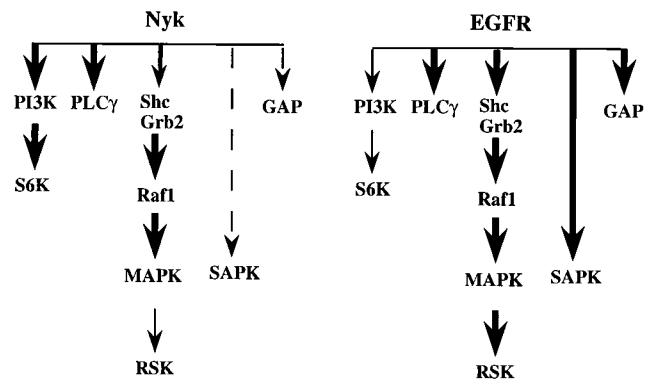 Nyk
PI3K PLCγ Shc GAP
Grb2
S6K
Raf1
MAPK SAPK
RSK
EGFR
PI3K PLCγ Shc GAP
Grb2
S6K
Raf1
MAPK SAPK
RSK